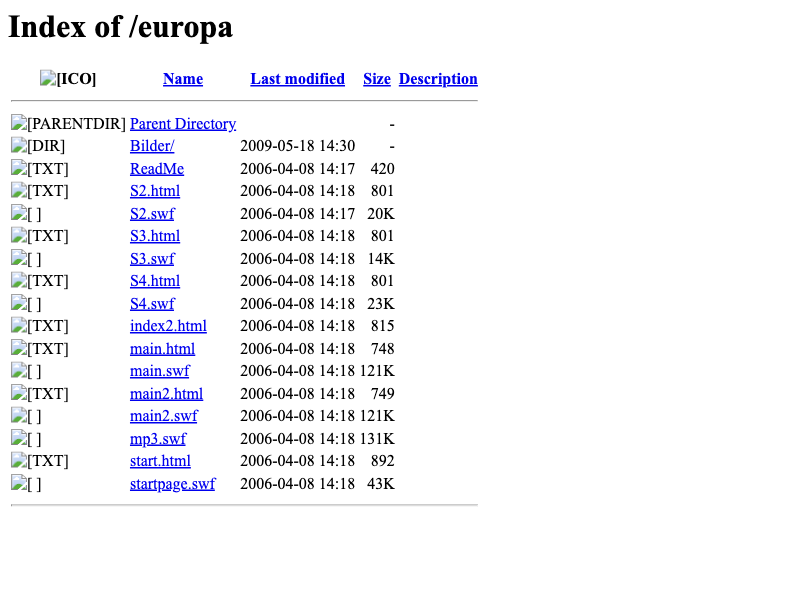 Index of /europa
[ICO] Name Last modified Size Description
[PARENTDIR] Parent Directory -
[DIR] Bilder/ 2009-05-18 14:30 -
[TXT] ReadMe 2006-04-08 14:17 420
[TXT] S2.html 2006-04-08 14:18 801
[ ] S2.swf 2006-04-08 14:17 20K
[TXT] S3.html 2006-04-08 14:18 801
[ ] S3.swf 2006-04-08 14:18 14K
[TXT] S4.html 2006-04-08 14:18 801
[ ] S4.swf 2006-04-08 14:18 23K
[TXT] index2.html 2006-04-08 14:18 815
[TXT] main.html 2006-04-08 14:18 748
[ ] main.swf 2006-04-08 14:18 121K
[TXT] main2.html 2006-04-08 14:18 749
[ ] main2.swf 2006-04-08 14:18 121K
[ ] mp3.swf 2006-04-08 14:18 131K
[TXT] start.html 2006-04-08 14:18 892
[ ] startpage.swf 2006-04-08 14:18 43K